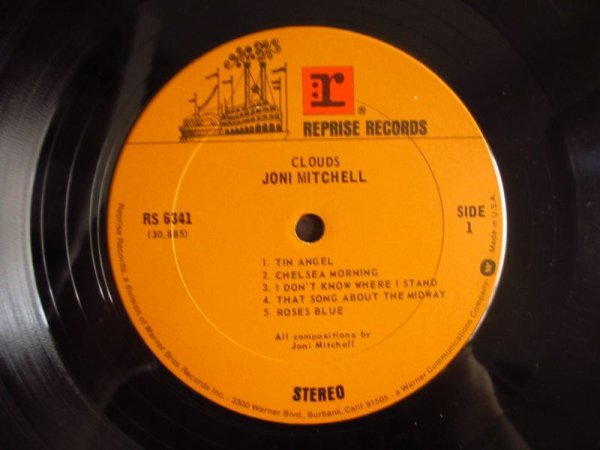 r ®
REPRISE RECORDS
CLOUDS
JONI MITCHELL
RS 6341
(30,885)
SIDE
1
1. TIN ANGEL
2. CHELSEA MORNING
3. I DON'T KNOW WHERE I STAND
4. THAT SONG ABOUT THE MIDWAY
5. ROSES BLUE
All compositions by
Joni Mitchell
STEREO
Reprise Records, a division of Warner Bros. Records Inc. · 3300 Warner Blvd., Burbank, Calif. 91505 · a Warner Communications Company · W Made in U.S.A.